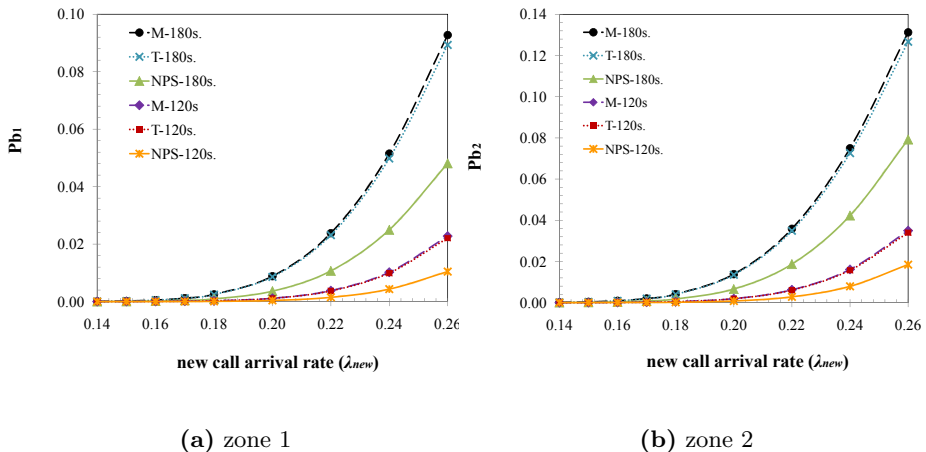 0.10
0.08
0.06
0.04
0.02
0.00
Pb1
M-180s.
T-180s.
NPS-180s.
M-120s
T-120s.
NPS-120s.
0.14 0.16 0.18 0.20 0.22 0.24 0.26
new call arrival rate (λnew)
(a) zone 1
0.14
0.12
0.10
0.08
0.06
0.04
0.02
0.00
Pb2
M-180s.
T-180s.
NPS-180s.
M-120s
T-120s.
NPS-120s.
0.14 0.16 0.18 0.20 0.22 0.24 0.26
new call arrival rate (λnew)
(b) zone 2